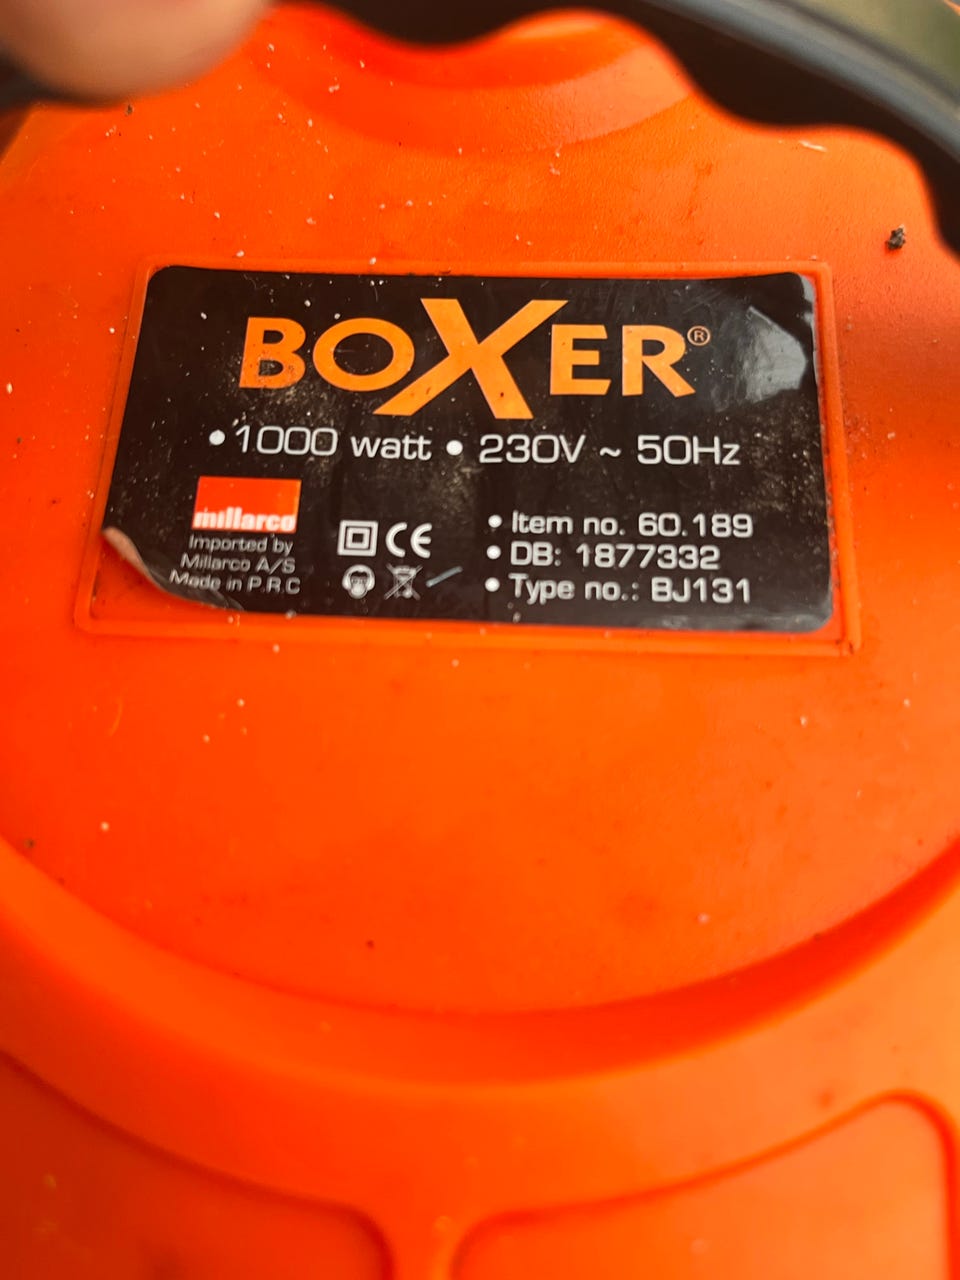 BOXER®
• 1000 watt • 230V ~ 50Hz
millarco
Imported by
Millarco A/S
Made in P.R.C
CE
• Item no. 60.189
• DB: 1877332
• Type no.: BJ131